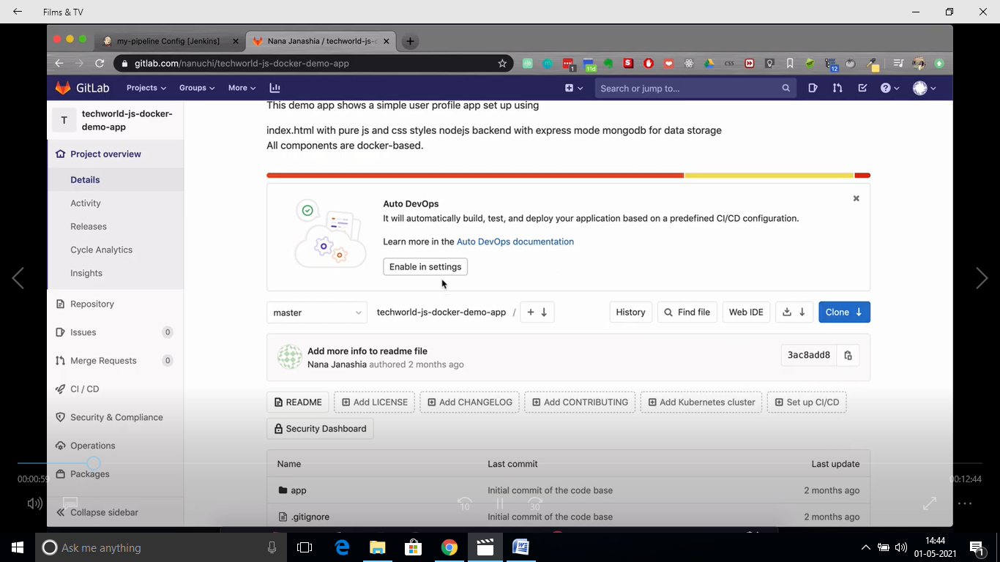 Films & TV
my-pipeline Config [Jenkins]
Nana Janashia / techworld-js-c
gitlab.com/nanuchi/techworld-js-docker-demo-app
1
11d
S
css
12
GitLab
Projects
Groups
More
Search or jump to...
T
techworld-js-docker-
demo-app
Project overview
Details
Activity
Releases
Cycle Analytics
Insights
Repository
Issues
0
Merge Requests
0
CI / CD
Security & Compliance
Operations
Packages
Collapse sidebar
This demo app shows a simple user profile app set up using
index.html with pure js and css styles nodejs backend with express mode mongodb for data storage
All components are docker-based.
Auto DevOps
It will automatically build, test, and deploy your application based on a predefined CI/CD configuration.
Learn more in the Auto DevOps documentation
Enable in settings
master
techworld-js-docker-demo-app /
History
Find file
Web IDE
Clone
Add more info to readme file
Nana Janashia authored 2 months ago
3ac8add8
README
Add LICENSE
Add CHANGELOG
Add CONTRIBUTING
Add Kubernetes cluster
Set up CI/CD
Security Dashboard
Name Last commit Last update
app Initial commit of the code base 2 months ago
.gitignore Initial commit of the code base 2 months ago
00:00:59
00:12:44
10
30
Ask me anything
14:44
01-05-2021
1